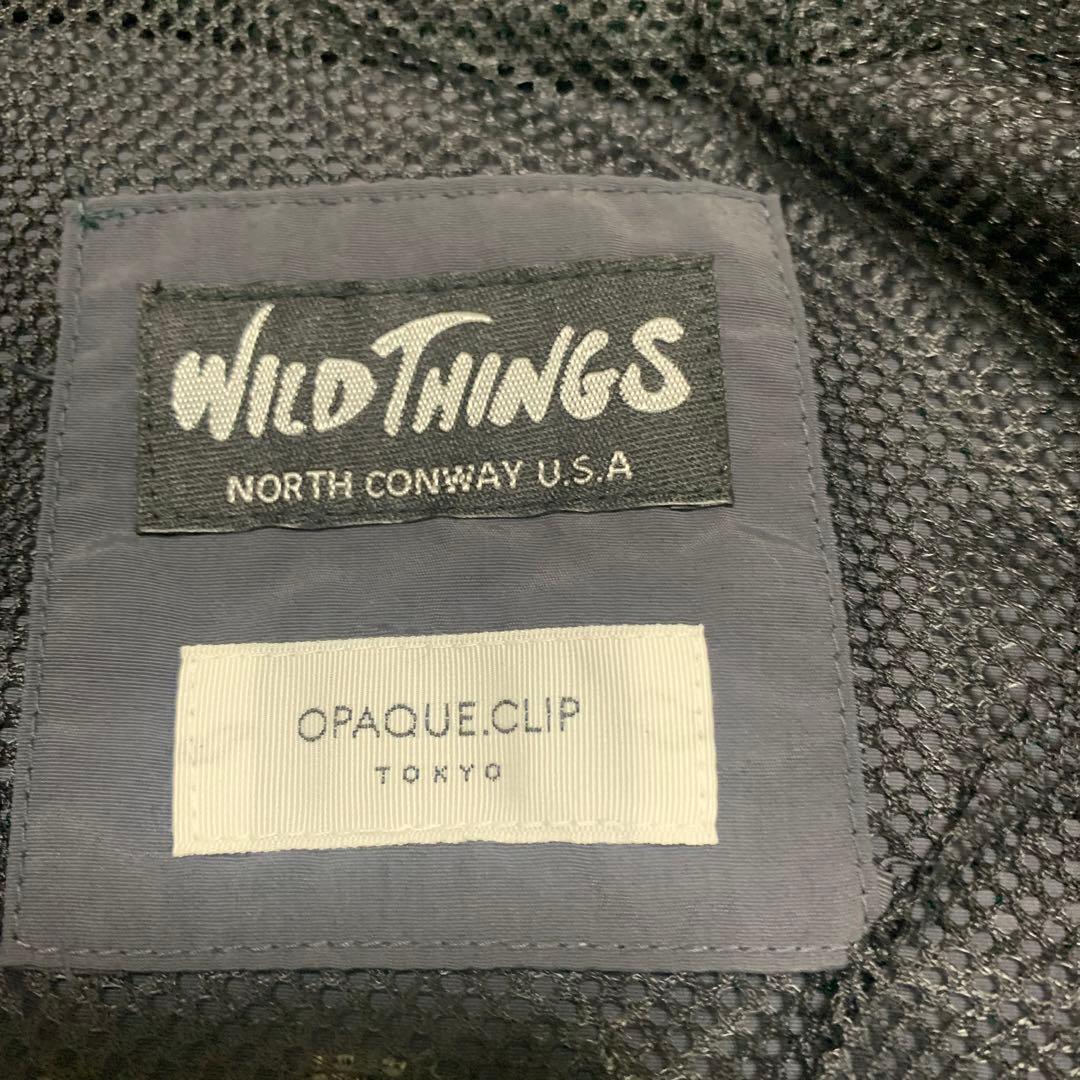 WILD THINGS
NORTH CONWAY U.S.A
OPAQUE.CLIP
TOKYO